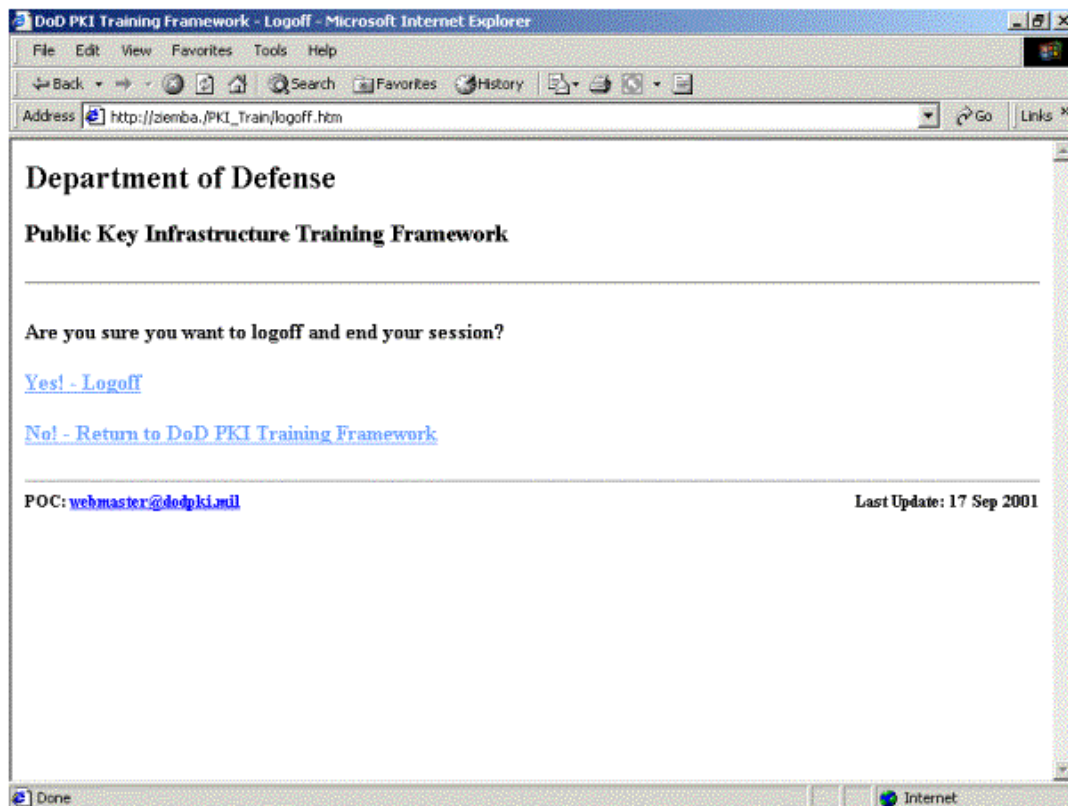 DoD PKI Training Framework - Logoff - Microsoft Internet Explorer
File Edit View Favorites Tools Help
Back Search Favorites History
Address http://ziemba./PKI_Train/logoff.htm Go Links »
Department of Defense
Public Key Infrastructure Training Framework
Are you sure you want to logoff and end your session?
Yes! - Logoff
No! - Return to DoD PKI Training Framework
POC: webmaster@dodpki.mil Last Update: 17 Sep 2001
Done Internet